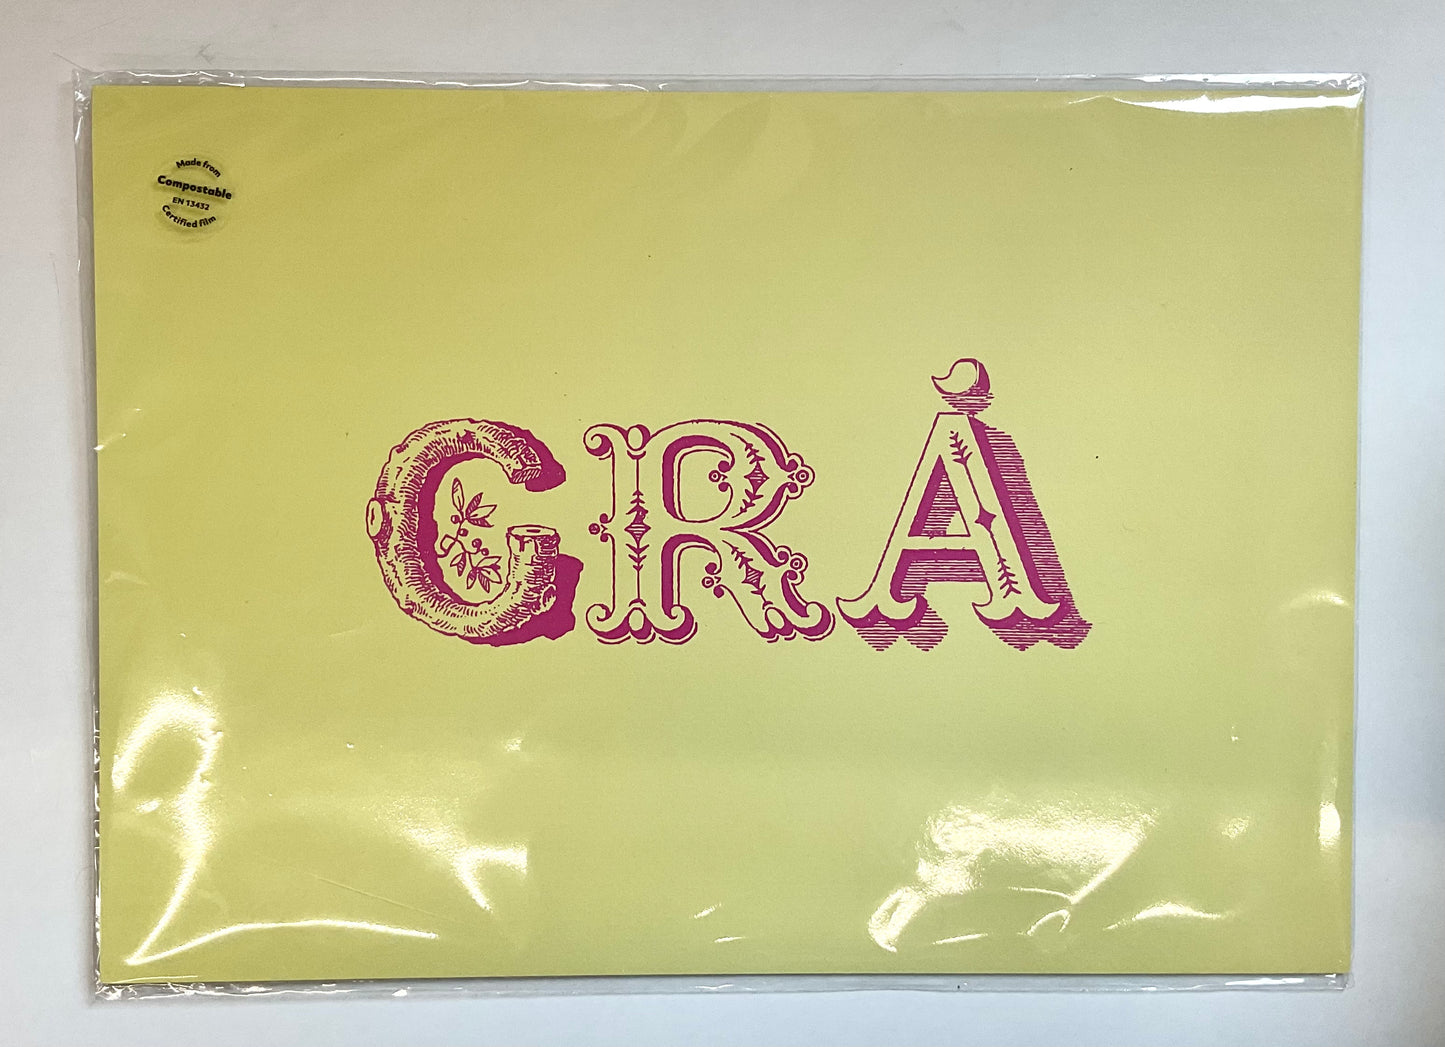 Made from
Compostable
EN 13432
Certified film
GRÁ